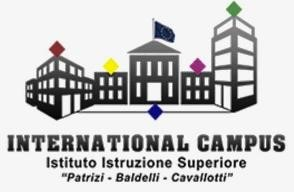 INTERNATIONAL CAMPUS
Istituto Istruzione Superiore
"Patrizi - Baldelli - Cavallotti"